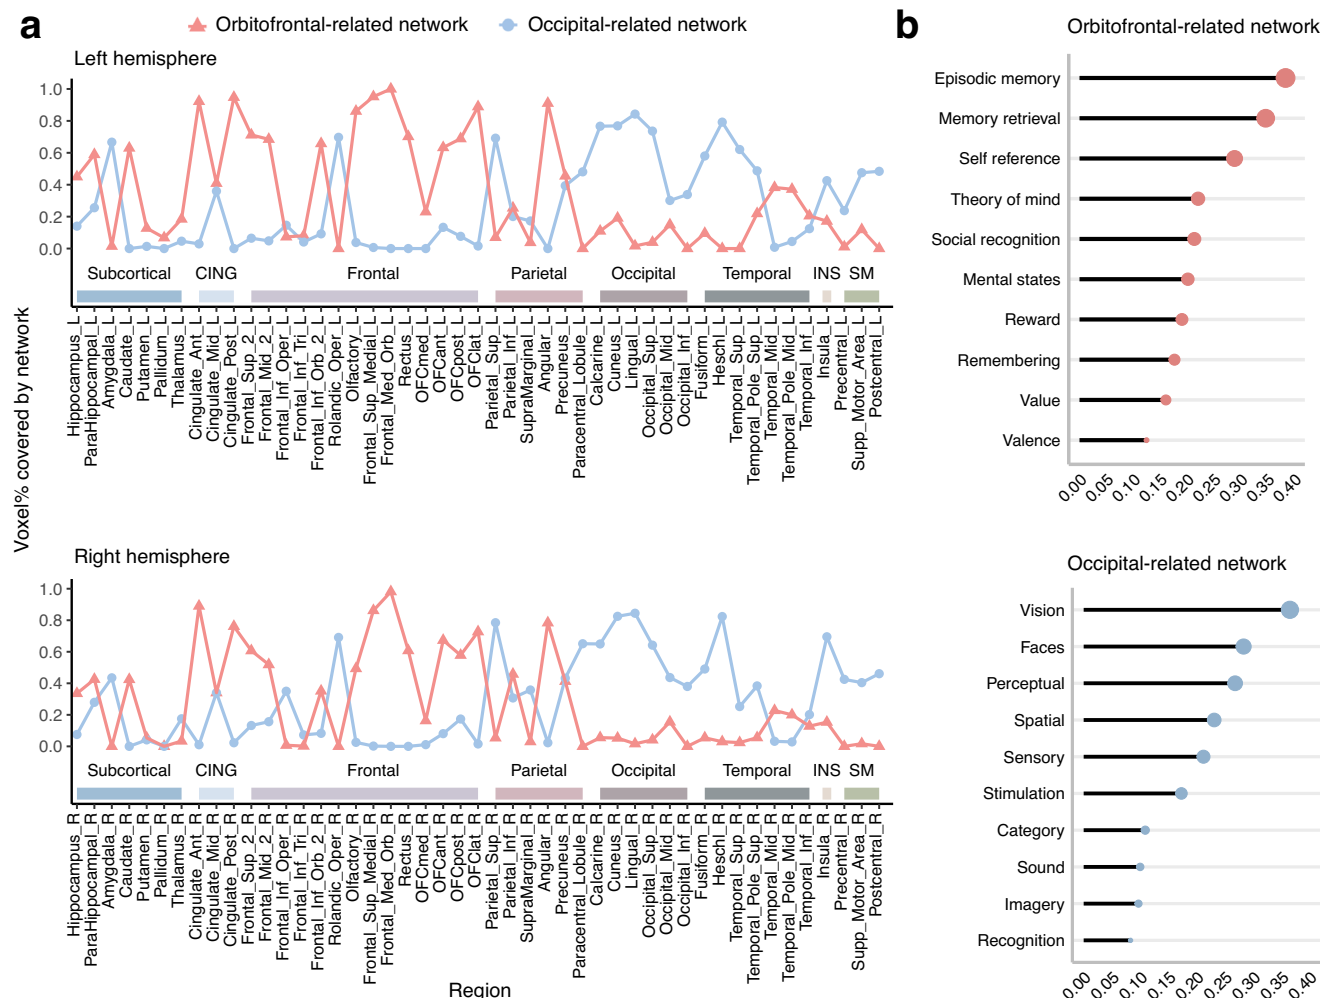 a
Orbitofrontal-related network
Occipital-related network
Left hemisphere
Voxel% covered by network
1.0
0.8
0.6
0.4
0.2
0.0
Subcortical
CING
Frontal
Parietal
Occipital
Temporal
INS
SM
Hippocampus_L
ParaHippocampal_L
Amygdala_L
Caudate_L
Putamen_L
Pallidum_L
Thalamus_L
Cingulate_Ant_L
Cingulate_Mid_L
Cingulate_Post_L
Frontal_Sup_2_L
Frontal_Mid_2_L
Frontal_Inf_Oper_L
Frontal_Inf_Tri_L
Frontal_Inf_Orb_2_L
Rolandic_Oper_L
Olfactory_L
Frontal_Sup_Medial_L
Frontal_Med_Orb_L
Rectus_L
OFCmed_L
OFCant_L
OFCpost_L
OFClat_L
Parietal_Sup_L
Parietal_Inf_L
SupraMarginal_L
Angular_L
Precuneus_L
Paracentral_Lobule_L
Calcarine_L
Cuneus_L
Lingual_L
Occipital_Sup_L
Occipital_Mid_L
Occipital_Inf_L
Fusiform_L
Heschl_L
Temporal_Sup_L
Temporal_Pole_Sup_L
Temporal_Mid_L
Temporal_Pole_Mid_L
Temporal_Inf_L
Insula_L
Precentral_L
Supp_Motor_Area_L
Postcentral_L
Right hemisphere
1.0
0.8
0.6
0.4
0.2
0.0
Subcortical
CING
Frontal
Parietal
Occipital
Temporal
INS
SM
Hippocampus_R
ParaHippocampal_R
Amygdala_R
Caudate_R
Putamen_R
Pallidum_R
Thalamus_R
Cingulate_Ant_R
Cingulate_Mid_R
Cingulate_Post_R
Frontal_Sup_2_R
Frontal_Mid_2_R
Frontal_Inf_Oper_R
Frontal_Inf_Tri_R
Frontal_Inf_Orb_2_R
Rolandic_Oper_R
Olfactory_R
Frontal_Sup_Medial_R
Frontal_Med_Orb_R
Rectus_R
OFCmed_R
OFCant_R
OFCpost_R
OFClat_R
Parietal_Sup_R
Parietal_Inf_R
SupraMarginal_R
Angular_R
Precuneus_R
Paracentral_Lobule_R
Calcarine_R
Cuneus_R
Lingual_R
Occipital_Sup_R
Occipital_Mid_R
Occipital_Inf_R
Fusiform_R
Heschl_R
Temporal_Sup_R
Temporal_Pole_Sup_R
Temporal_Mid_R
Temporal_Pole_Mid_R
Temporal_Inf_R
Insula_R
Precentral_R
Supp_Motor_Area_R
Postcentral_R
Region
b
Orbitofrontal-related network
Episodic memory
Memory retrieval
Self reference
Theory of mind
Social recognition
Mental states
Reward
Remembering
Value
Valence
0.00
0.05
0.10
0.15
0.20
0.25
0.30
0.35
0.40
Occipital-related network
Vision
Faces
Perceptual
Spatial
Sensory
Stimulation
Category
Sound
Imagery
Recognition
0.00
0.05
0.10
0.15
0.20
0.25
0.30
0.35
0.40